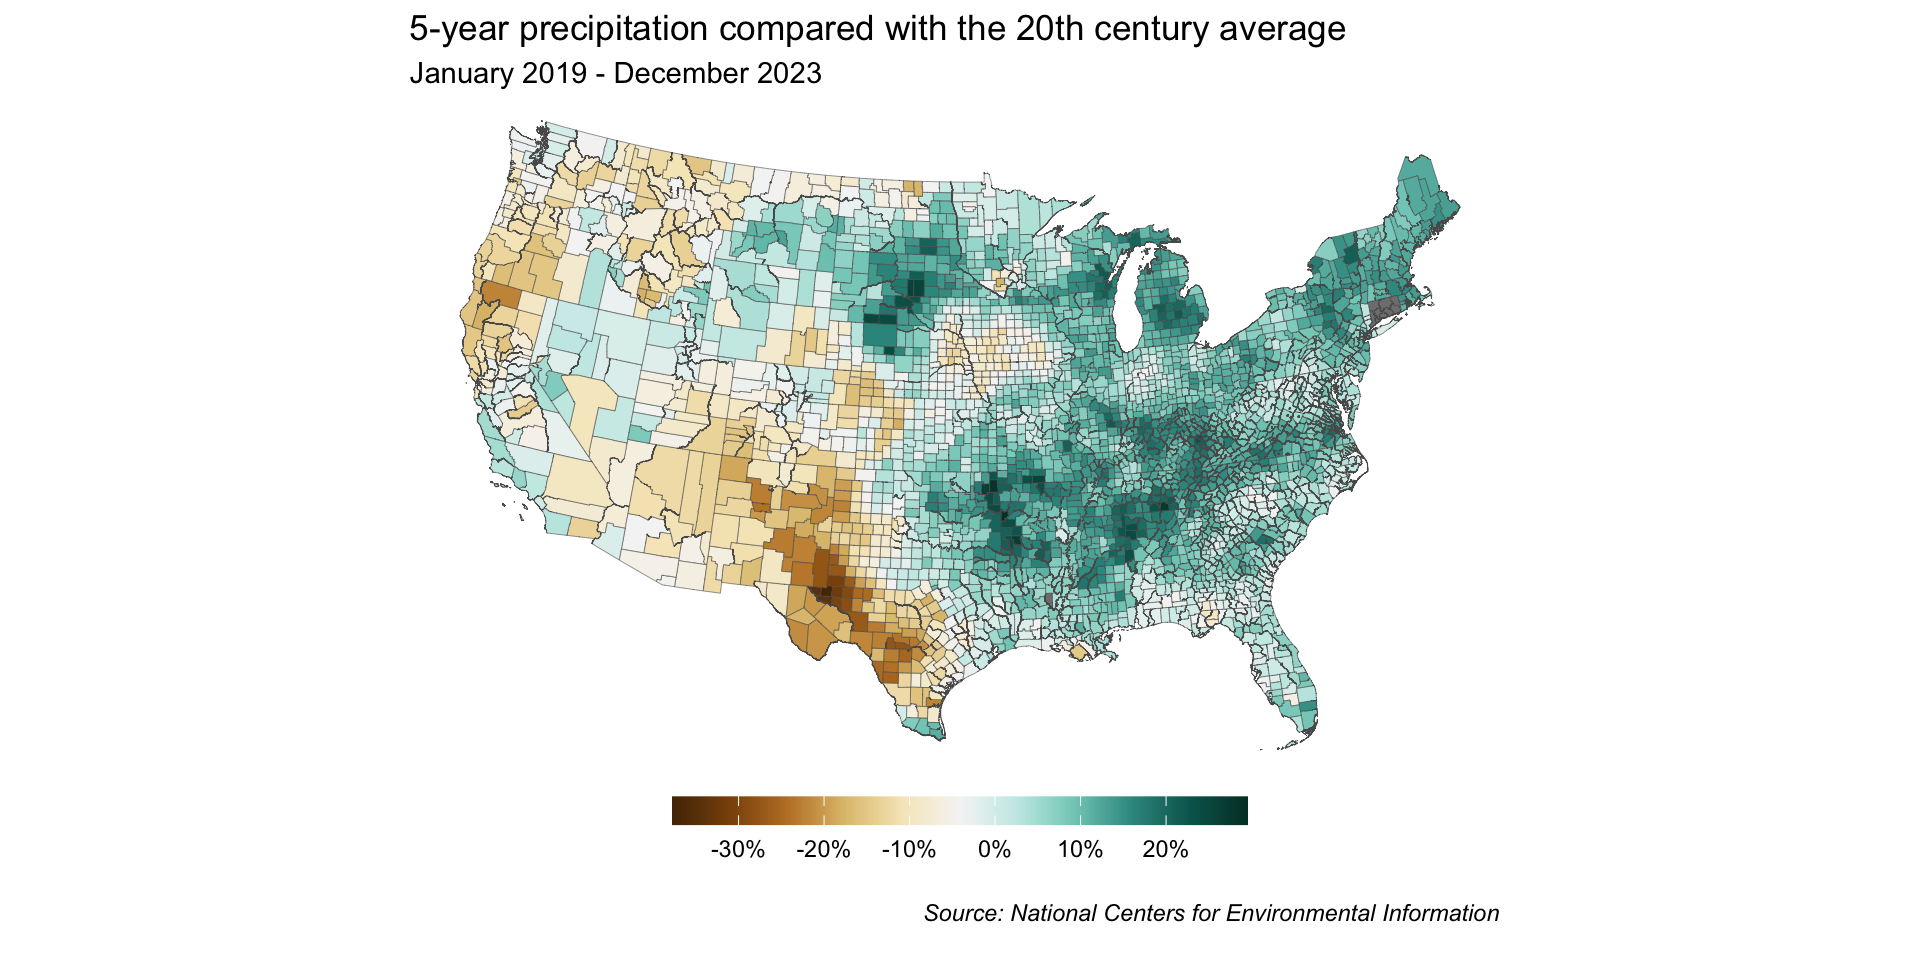 5-year precipitation compared with the 20th century average
January 2019 - December 2023
-30% -20% -10% 0% 10% 20%
Source: National Centers for Environmental Information